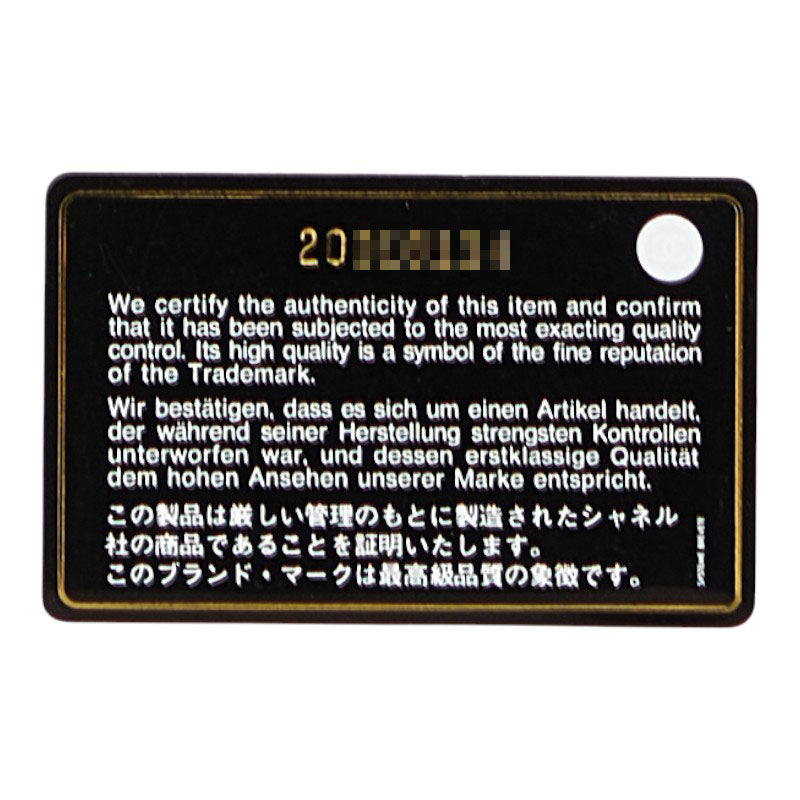 20
We certify the authenticity of this item and confirm
that it has been subjected to the most exacting quality
control. Its high quality is a symbol of the fine reputation
of the Trademark.
Wir bestätigen, dass es sich um einen Artikel handelt,
der während seiner Herstellung strengsten Kontrollen
unterworfen war, und dessen erstklassige Qualität
dem hohen Ansehen unserer Marke entspricht.
この製品は厳しい管理のもとに製造されたシャネル
社の商品であることを証明いたします。
このブランド・マークは最高級品質の象徴です。